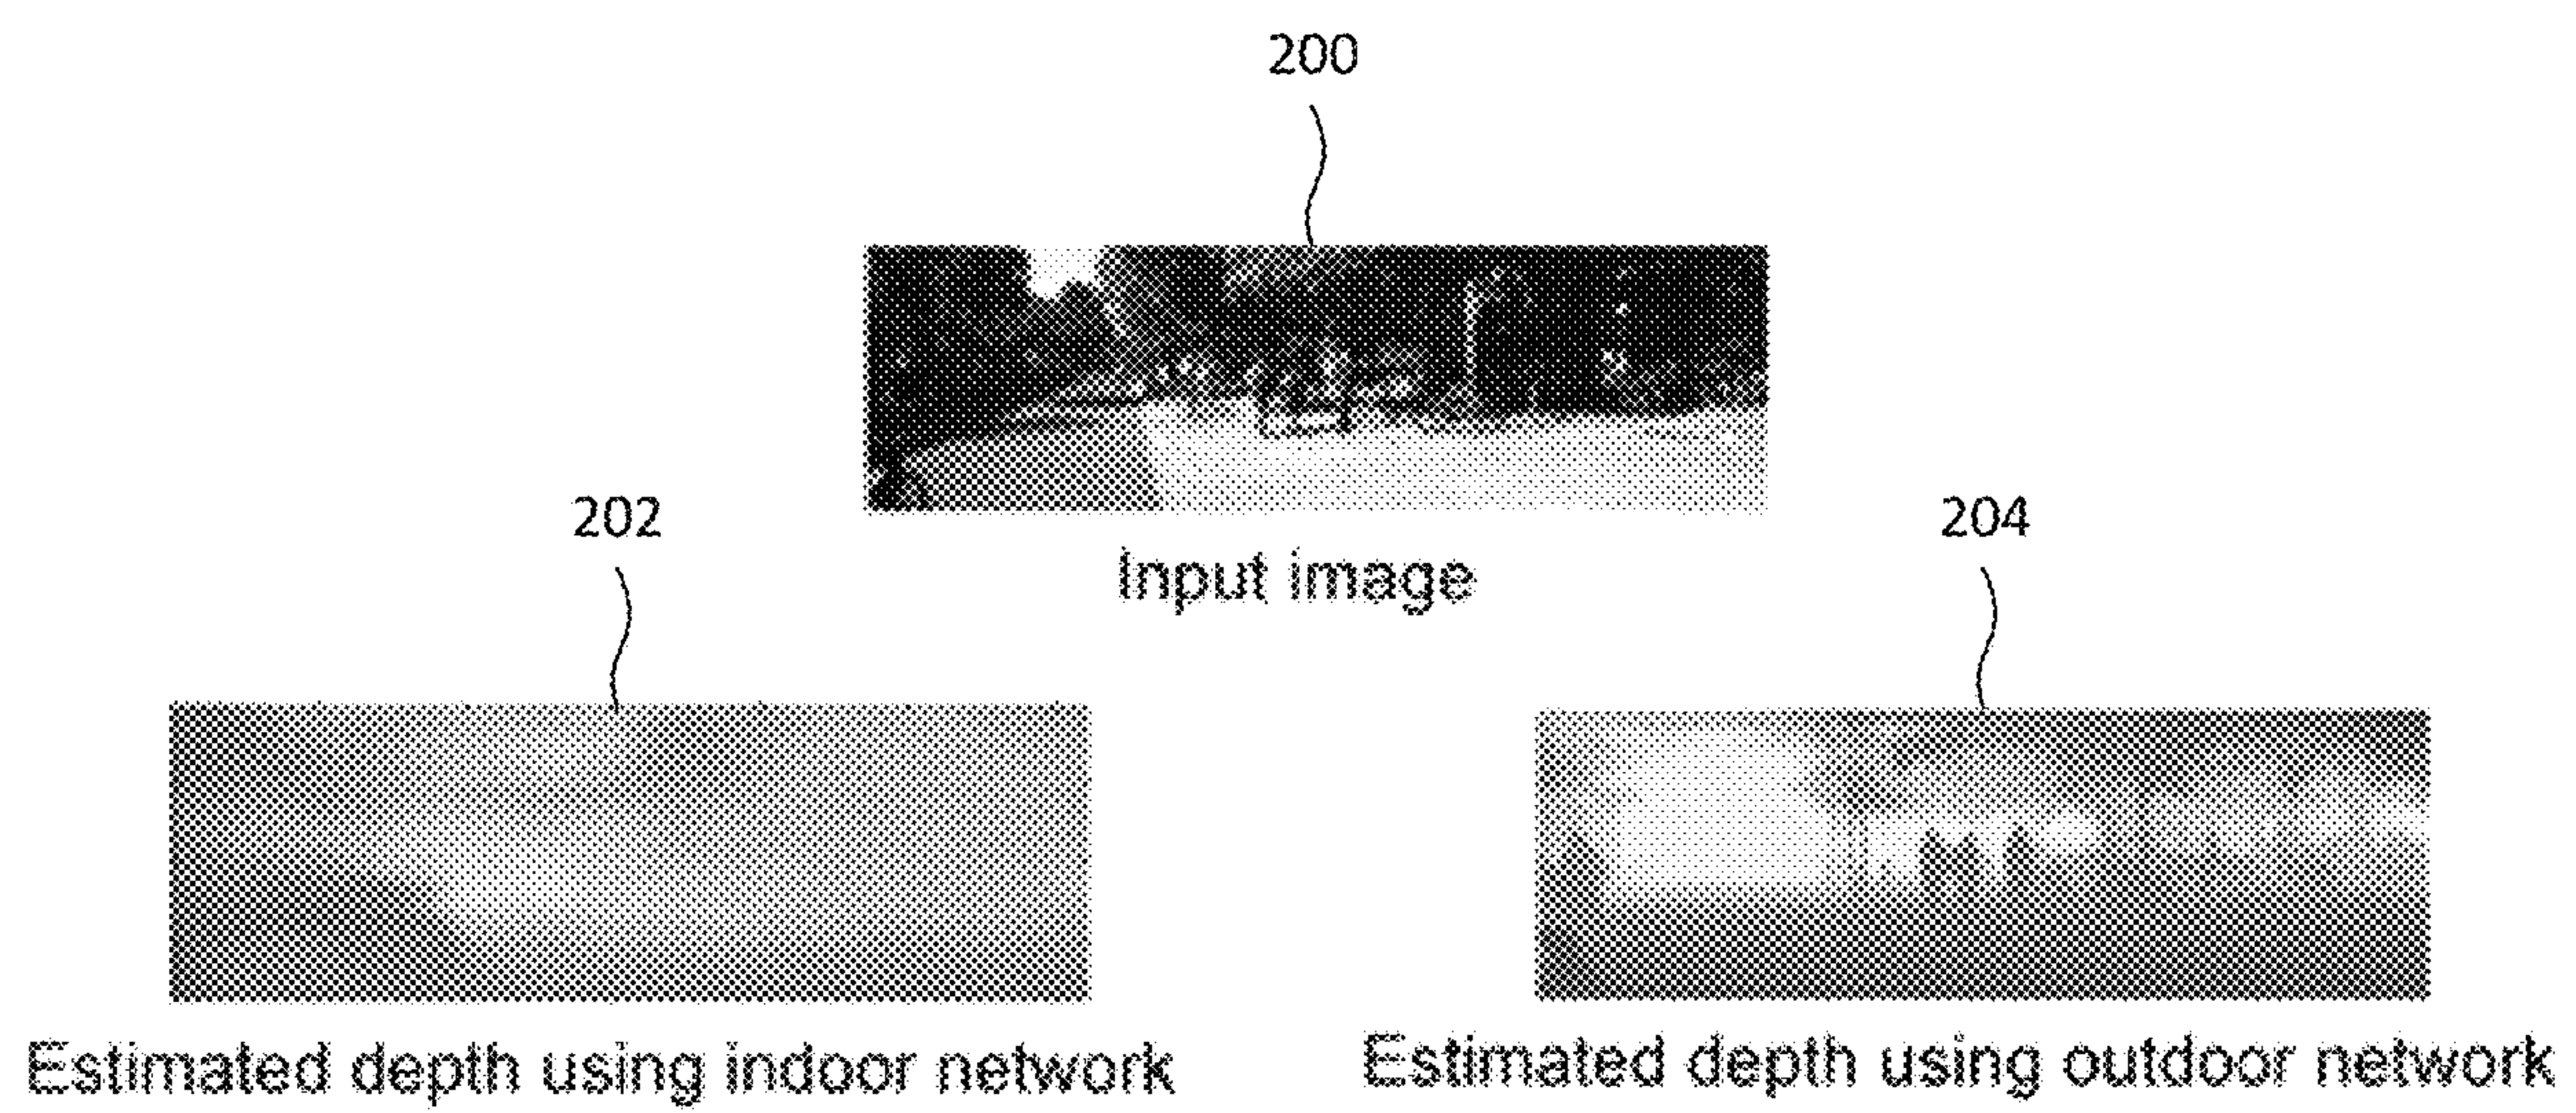 200
Input image
202
204
Estimated depth using indoor network
Estimated depth using outdoor network